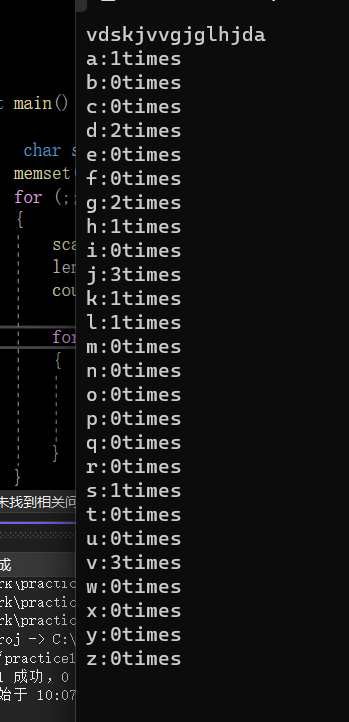 vdskjvvgjglhjda
a:1times
b:0times
c:0times
d:2times
e:0times
f:0times
g:2times
h:1times
i:0times
j:3times
k:1times
l:1times
m:0times
n:0times
o:0times
p:0times
q:0times
r:0times
s:1times
t:0times
u:0times
v:3times
w:0times
x:0times
y:0times
z:0times
t main()
char s
memset(
for (;;
{
sca
len
cou
for
{
}
}
未找到相关问
成
rk\practic
rk\practic
rk\practic
roj -> C:\
practice1
成功，0
始于 10:07